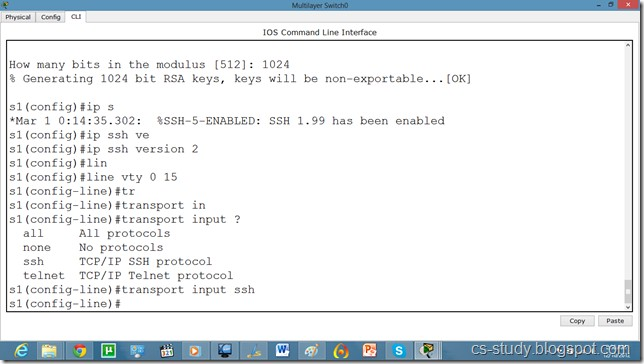 Multilayer Switch0
Physical Config CLI
IOS Command Line Interface
How many bits in the modulus [512]: 1024
% Generating 1024 bit RSA keys, keys will be non-exportable...[OK]
s1(config)#ip s
*Mar 1 0:14:35.302: %SSH-5-ENABLED: SSH 1.99 has been enabled
s1(config)#ip ssh ve
s1(config)#ip ssh version 2
s1(config)#lin
s1(config)#line vty 0 15
s1(config-line)#tr
s1(config-line)#transport in
s1(config-line)#transport input ?
all All protocols
none No protocols
ssh TCP/IP SSH protocol
telnet TCP/IP Telnet protocol
s1(config-line)#transport input ssh
s1(config-line)#
Copy Paste
cs-study.blogspot.com